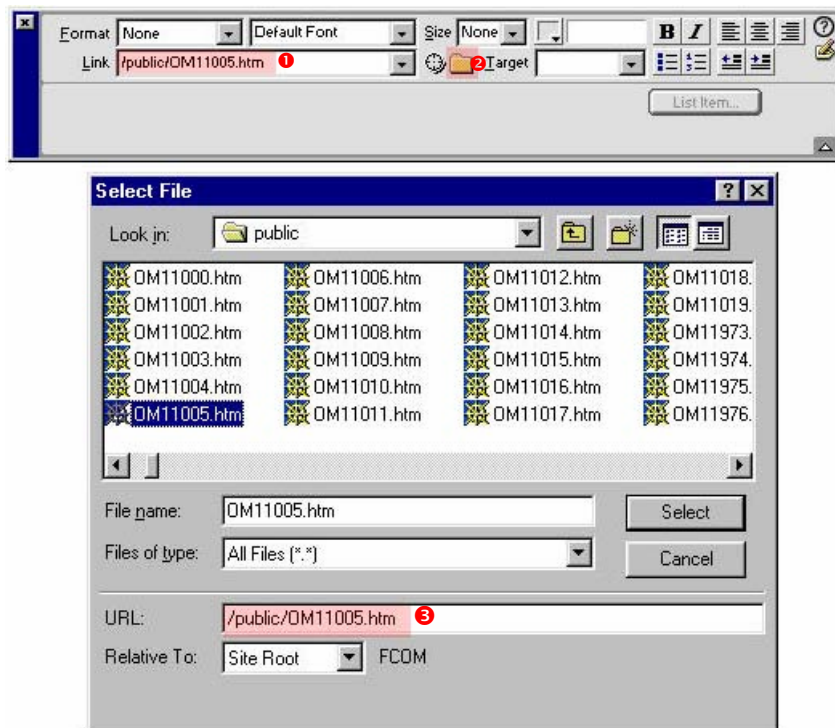 Format None Default Font Size None B I
Link /public/OM11005.htm ❶ ❷ Target
List Item...
Select File
Look in: public
OM11000.htm OM11006.htm OM11012.htm OM11018.
OM11001.htm OM11007.htm OM11013.htm OM11019.
OM11002.htm OM11008.htm OM11014.htm OM11973.
OM11003.htm OM11009.htm OM11015.htm OM11974.
OM11004.htm OM11010.htm OM11016.htm OM11975.
OM11005.htm OM11011.htm OM11017.htm OM11976.
File name: OM11005.htm Select
Files of type: All Files (*.*) Cancel
URL: /public/OM11005.htm ❸
Relative To: Site Root FCOM